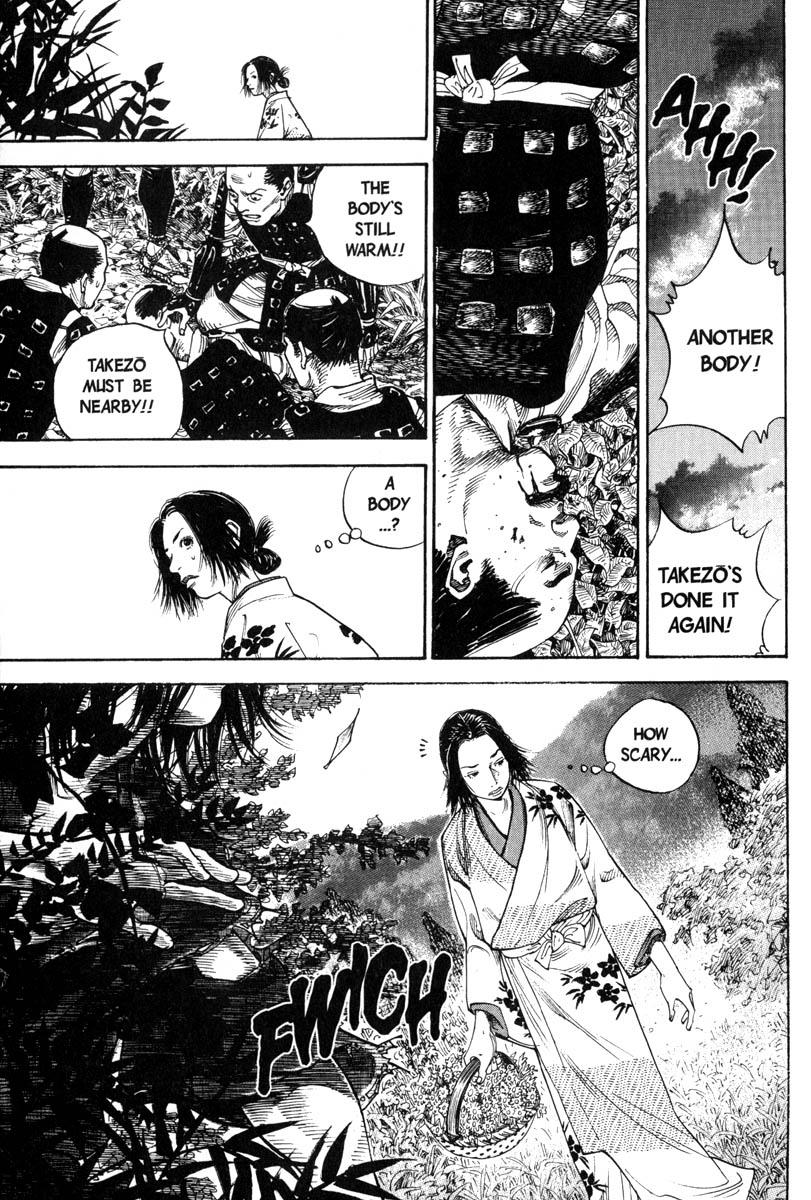 AHH!
ANOTHER
BODY!
TAKEZŌ'S
DONE IT
AGAIN!
THE
BODY'S
STILL
WARM!!
TAKEZŌ
MUST BE
NEARBY!!
A
BODY
...?
HOW
SCARY...
FWICH